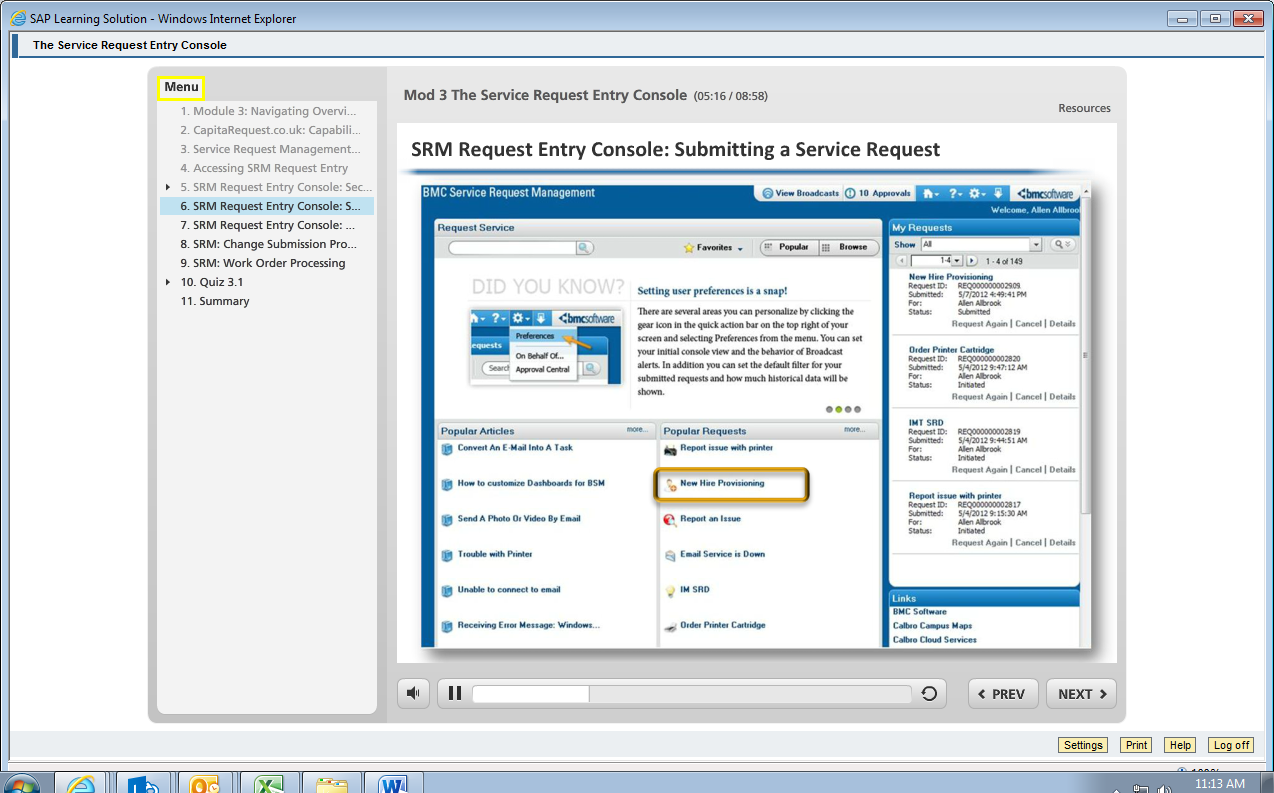 SAP Learning Solution - Windows Internet Explorer
The Service Request Entry Console
Menu
1. Module 3: Navigating Overvi...
2. CapitaRequest.co.uk: Capabili...
3. Service Request Management...
4. Accessing SRM Request Entry
5. SRM Request Entry Console: Sec...
6. SRM Request Entry Console: S...
7. SRM Request Entry Console: ...
8. SRM: Change Submission Pro...
9. SRM: Work Order Processing
10. Quiz 3.1
11. Summary
Mod 3 The Service Request Entry Console (05:16 / 08:58)
Resources
SRM Request Entry Console: Submitting a Service Request
BMC Service Request Management
View Broadcasts
10 Approvals
bmcsoftware
Welcome, Allen Allbroo
Request Service
Favorites
Popular
Browse
DID YOU KNOW?
bmcsoftware
Preferences
equests
On Behalf Of...
Search
Approval Central
Setting user preferences is a snap!
There are several areas you can personalize by clicking the
gear icon in the quick action bar on the top right of your
screen and selecting Preferences from the menu. You can set
your initial console view and the behavior of Broadcast
alerts. In addition you can set the default filter for your
submitted requests and how much historical data will be
shown.
Popular Articles more...
Convert An E-Mail Into A Task
How to customize Dashboards for BSM
Send A Photo Or Video By Email
Trouble with Printer
Unable to connect to email
Receiving Error Message: Windows...
Popular Requests more...
Report issue with printer
New Hire Provisioning
Report an Issue
Email Service is Down
IM SRD
Order Printer Cartridge
My Requests
Show All
1-4 1 - 4 of 149
New Hire Provisioning
Request ID: REQ000000002909
Submitted: 5/7/2012 4:49:41 PM
For: Allen Allbrook
Status: Submitted
Request Again | Cancel | Details
Order Printer Cartridge
Request ID: REQ000000002820
Submitted: 5/4/2012 9:47:12 AM
For: Allen Allbrook
Status: Initiated
Request Again | Cancel | Details
IMT SRD
Request ID: REQ000000002819
Submitted: 5/4/2012 9:44:51 AM
For: Allen Allbrook
Status: Initiated
Request Again | Cancel | Details
Report issue with printer
Request ID: REQ000000002817
Submitted: 5/4/2012 9:15:30 AM
For: Allen Allbrook
Status: Initiated
Request Again | Cancel | Details
Links
BMC Software
Calbro Campus Maps
Calbro Cloud Services
PREV
NEXT
Settings
Print
Help
Log off
11:13 AM